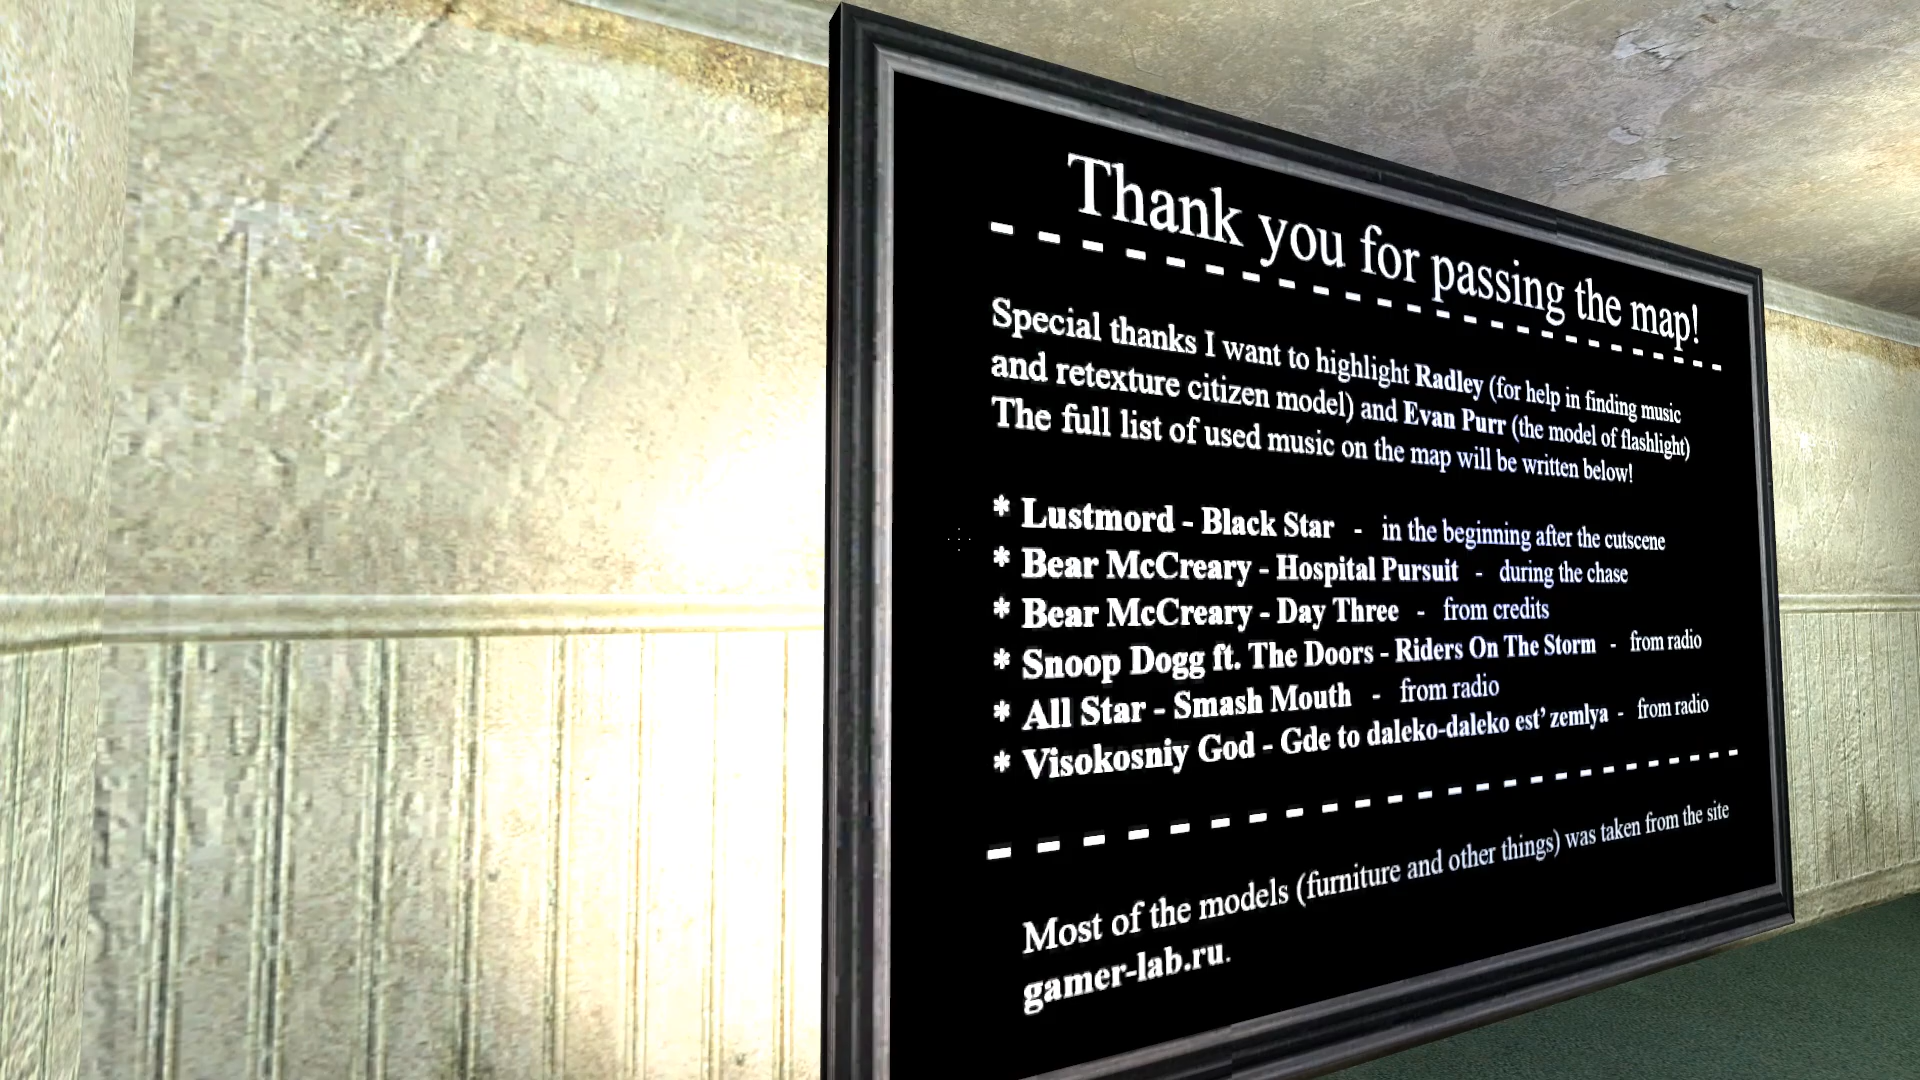 Thank you for passing the map!
Special thanks I want to highlight Radley (for help in finding music
and retexture citizen model) and Evan Purr (the model of flashlight)
The full list of used music on the map will be written below!
* Lustmord - Black Star - in the beginning after the cutscene
* Bear McCreary - Hospital Pursuit - during the chase
* Bear McCreary - Day Three - from credits
* Snoop Dogg ft. The Doors - Riders On The Storm - from radio
* All Star - Smash Mouth - from radio
* Visokosniy God - Gde to daleko-daleko est' zemlya - from radio
Most of the models (furniture and other things) was taken from the site
gamer-lab.ru.